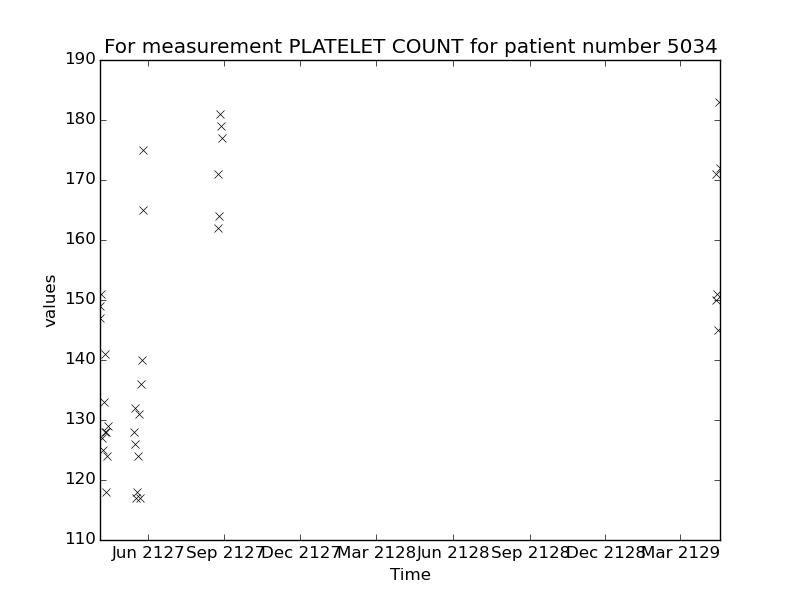 For measurement PLATELET COUNT for patient number 5034
190
180
170
160
150
140
130
120
110
values
Jun 2127 Sep 2127 Dec 2127 Mar 2128 Jun 2128 Sep 2128 Dec 2128 Mar 2129
Time